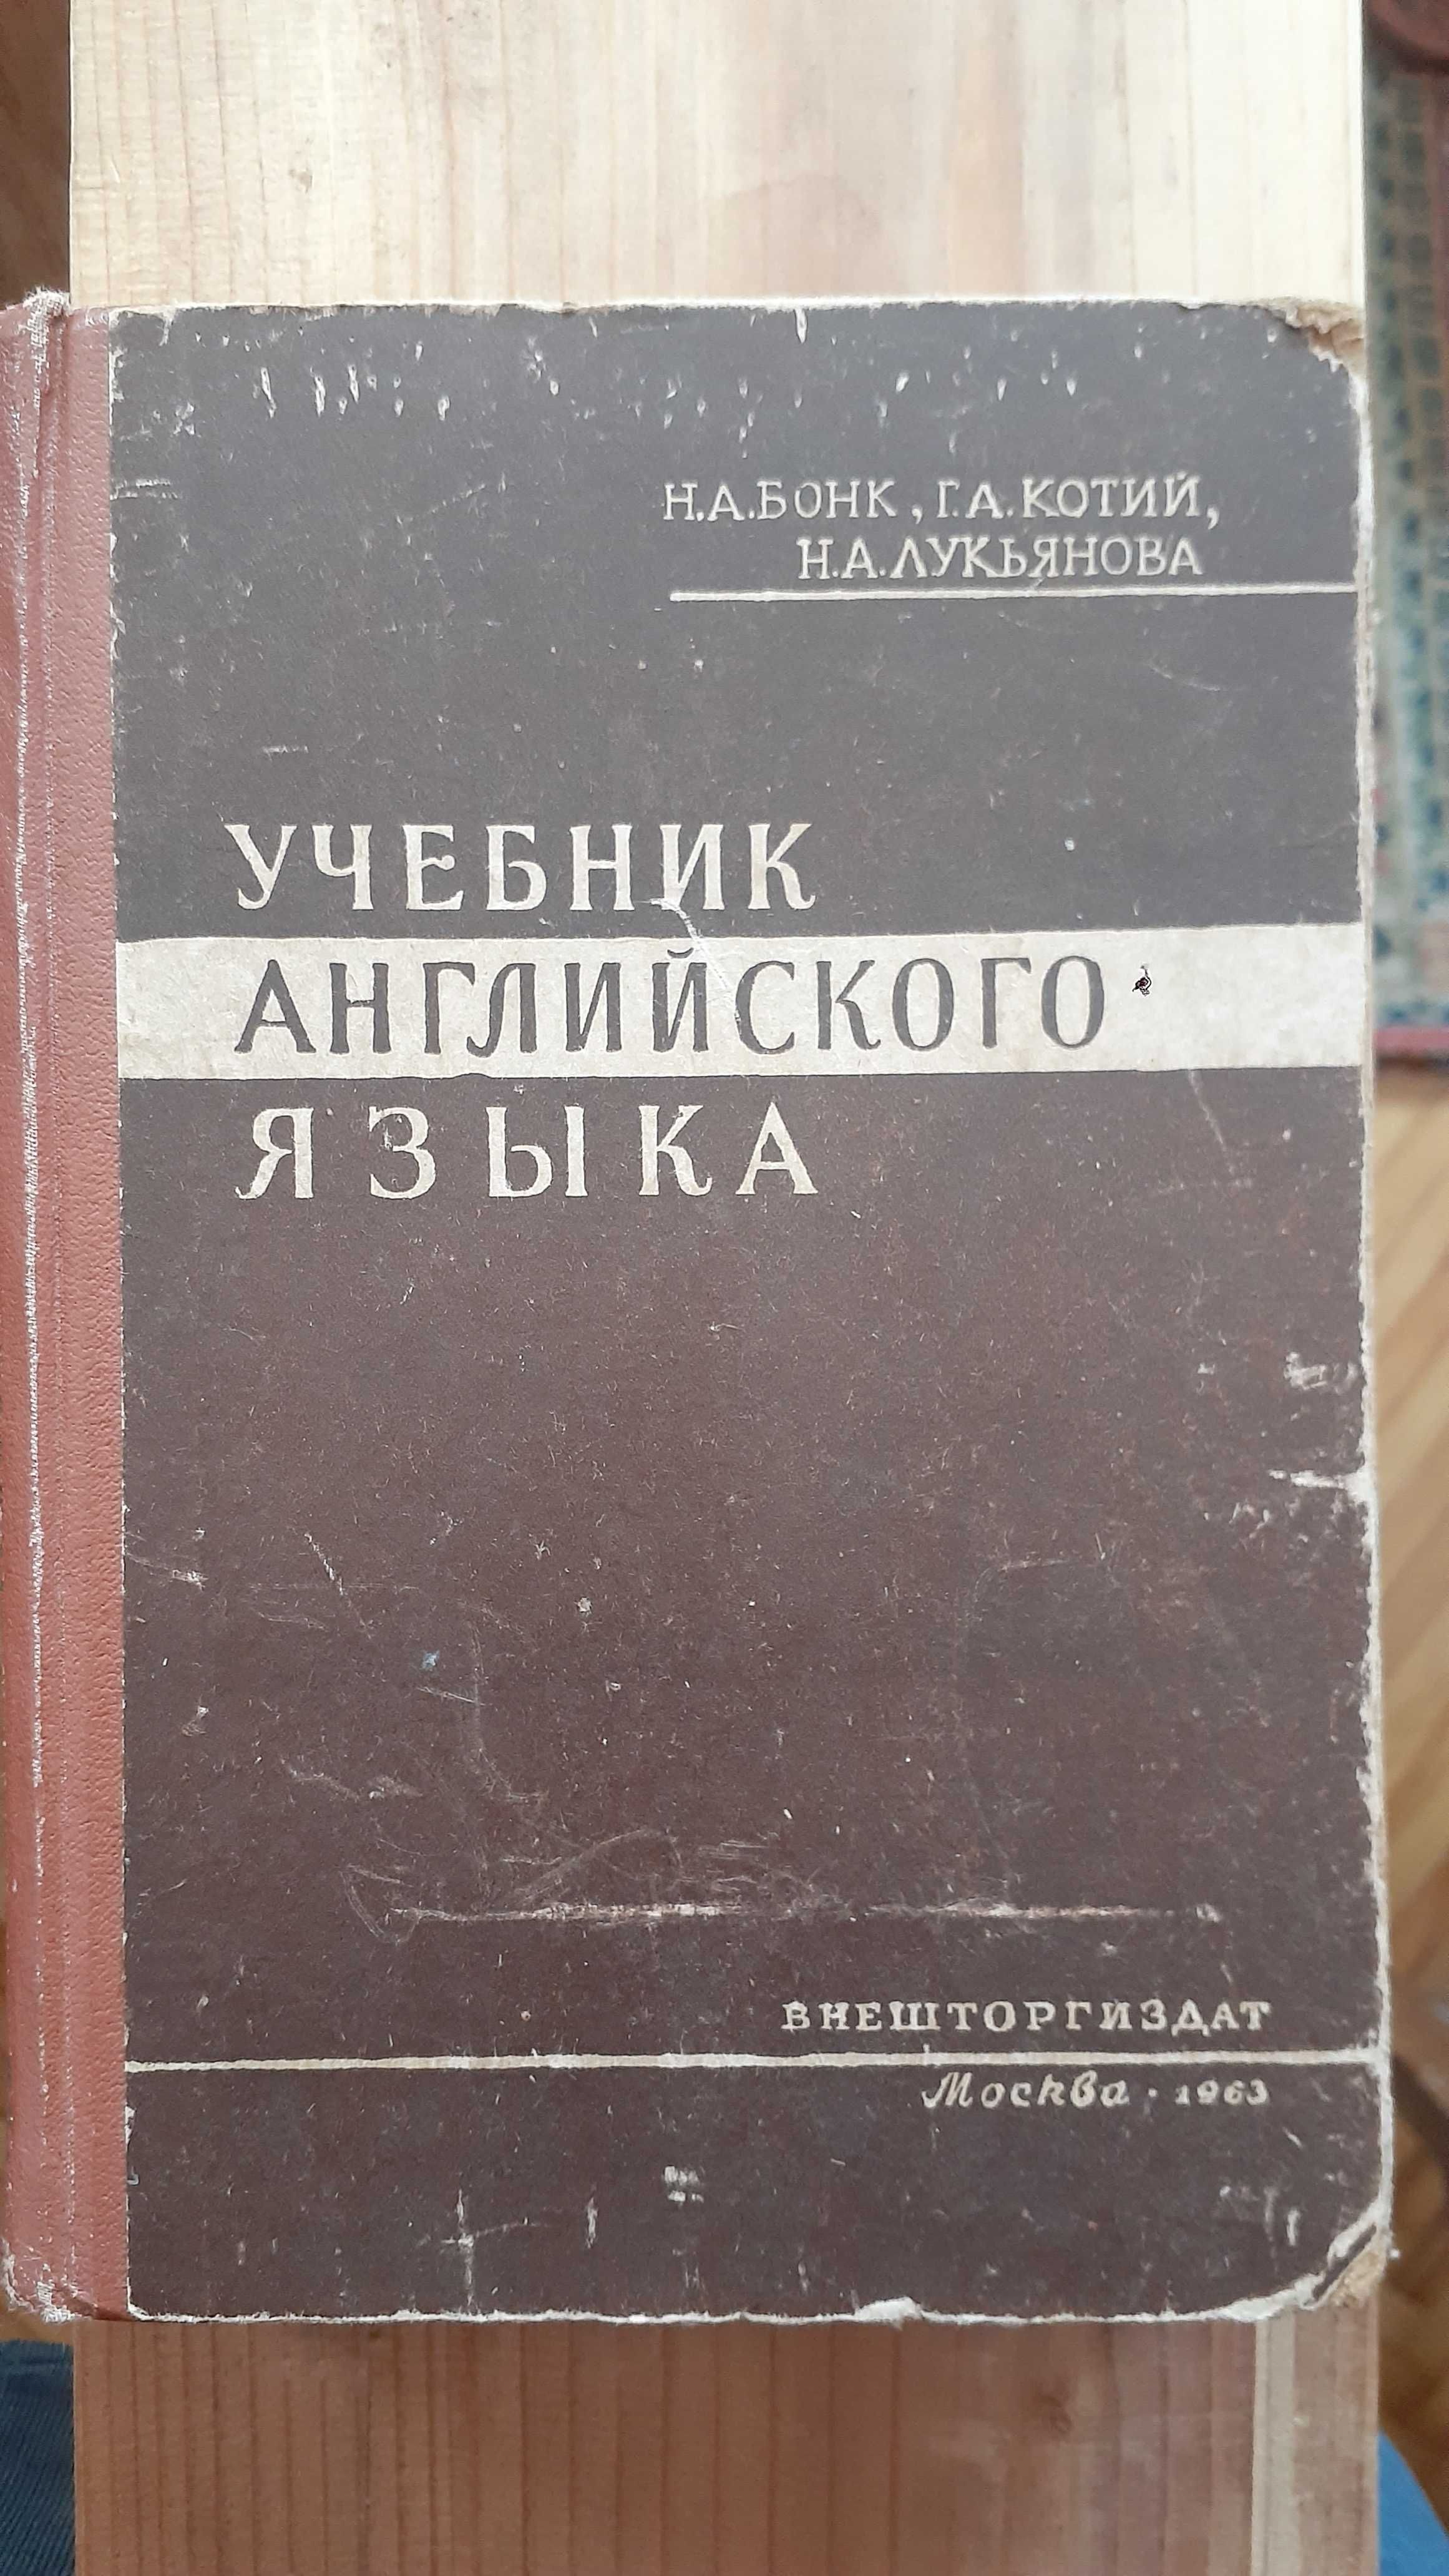 Н.А.БОНК, Г.А.КОТИЙ,
Н.А.ЛУКЬЯНОВА
УЧЕБНИК
АНГЛИЙСКОГО
ЯЗЫКА
ВНЕШТОРГИЗДАТ
Москва · 1963